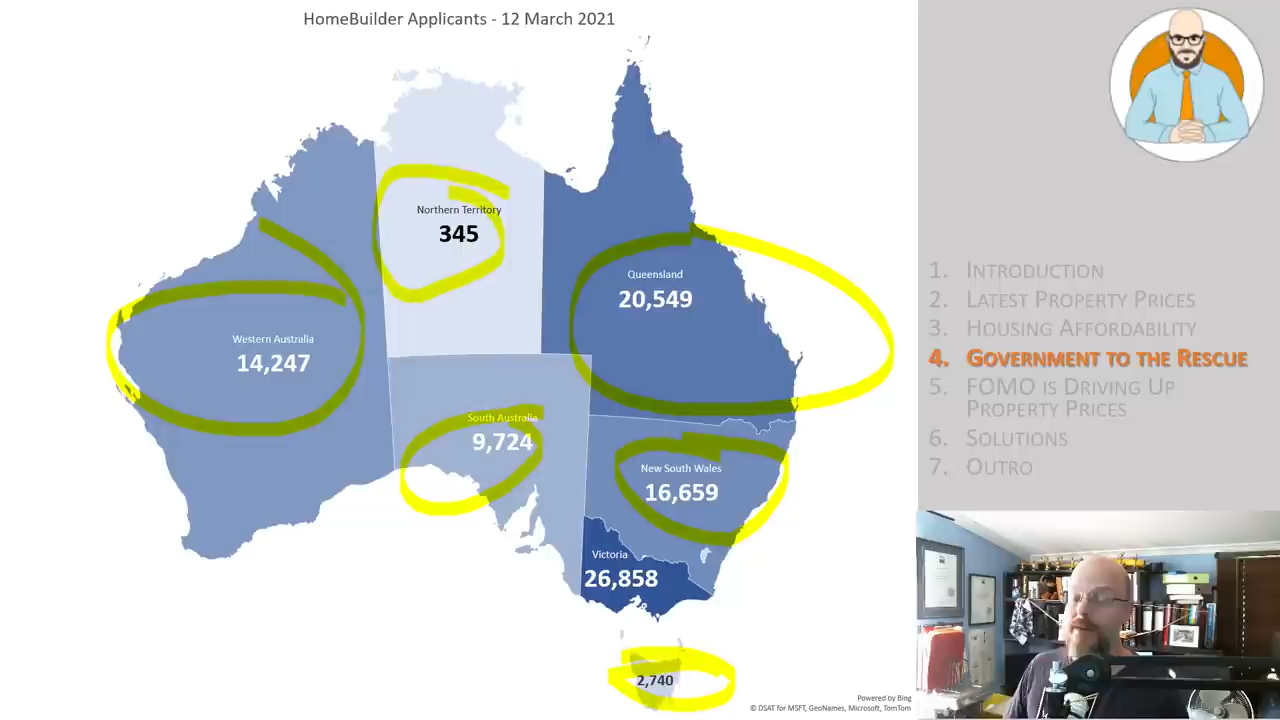 HomeBuilder Applicants - 12 March 2021
Northern Territory
345
Queensland
20,549
Western Australia
14,247
South Australia
9,724
New South Wales
16,659
Victoria
26,858
2,740
Powered by Bing
© DSAT for MSFT, GeoNames, Microsoft, TomTom
1. Introduction
2. Latest Property Prices
3. Housing Affordability
4. Government to the Rescue
5. FOMO is Driving Up
Property Prices
6. Solutions
7. Outro